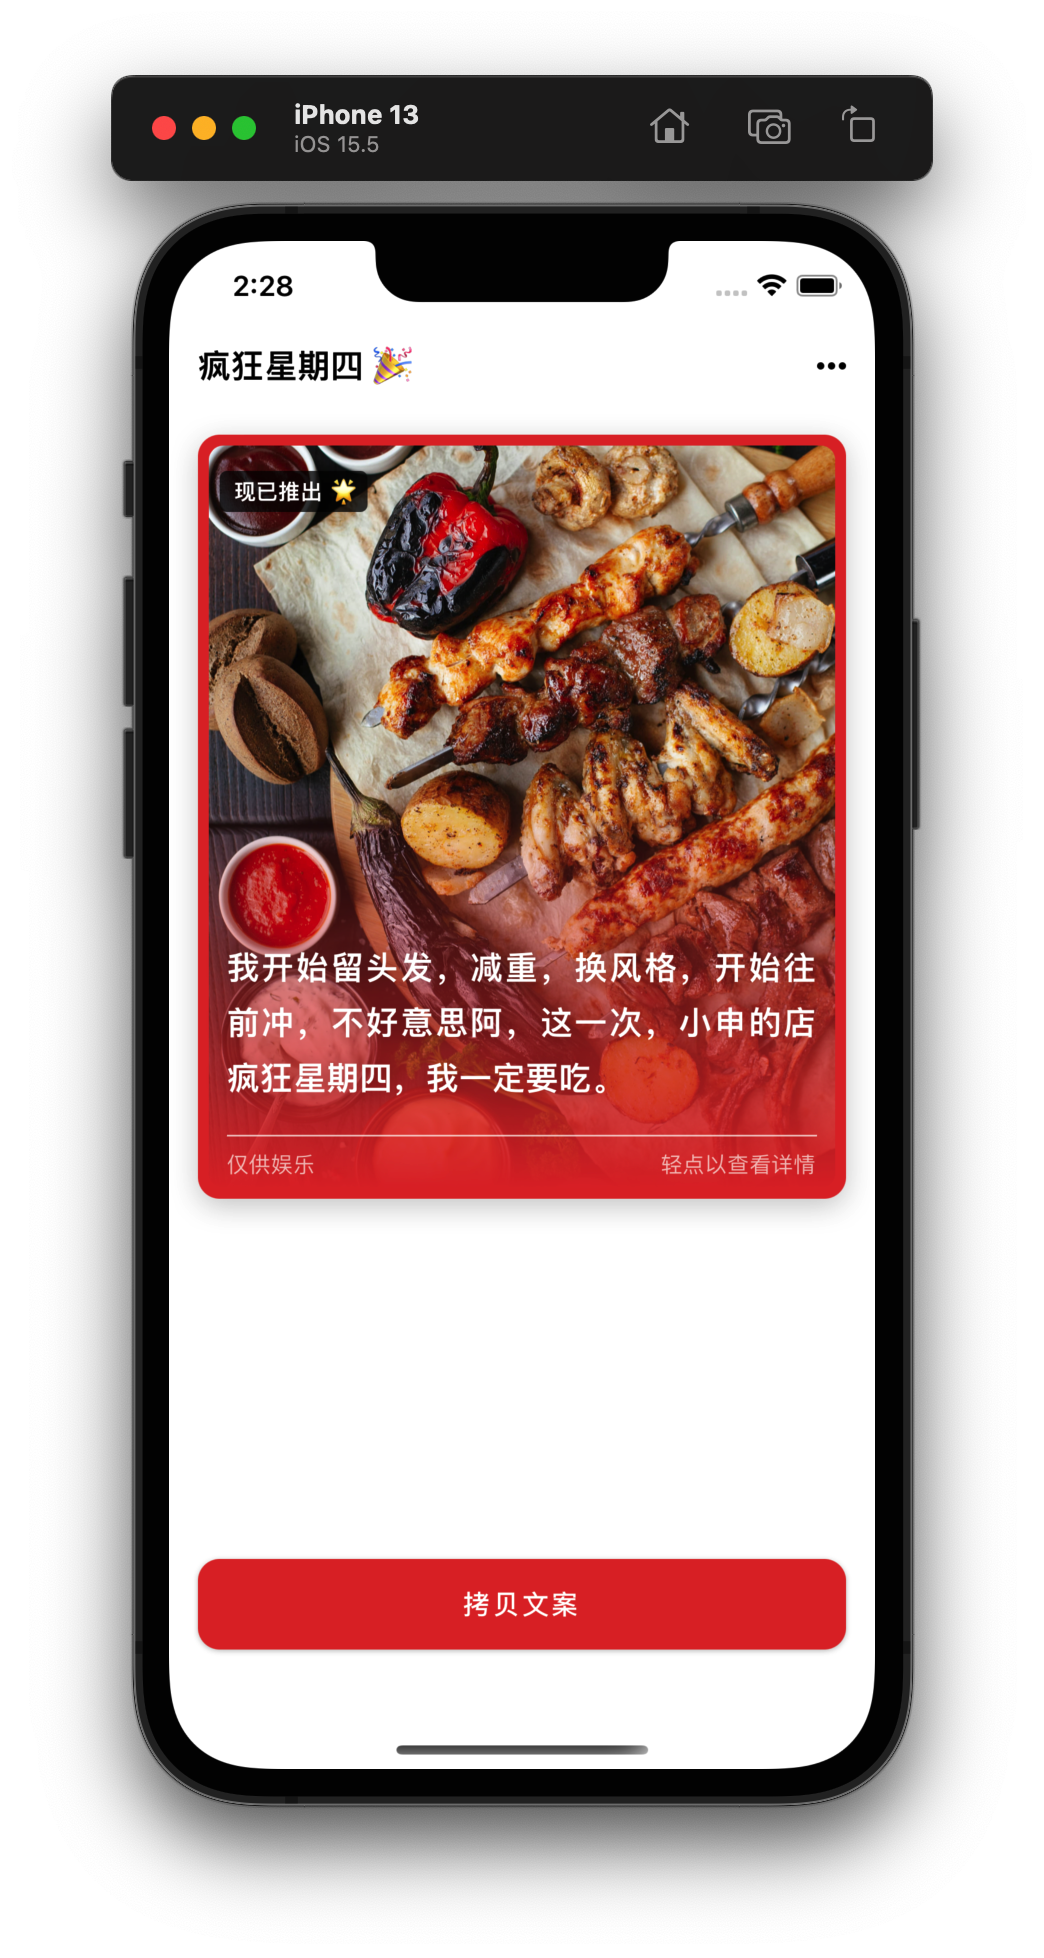 iPhone 13
iOS 15.5
2:28
疯狂星期四 🎉
现已推出 🌟
我开始留头发，减重，换风格，开始往
前冲，不好意思阿，这一次，小申的店
疯狂星期四，我一定要吃。
仅供娱乐
轻点以查看详情
拷贝文案